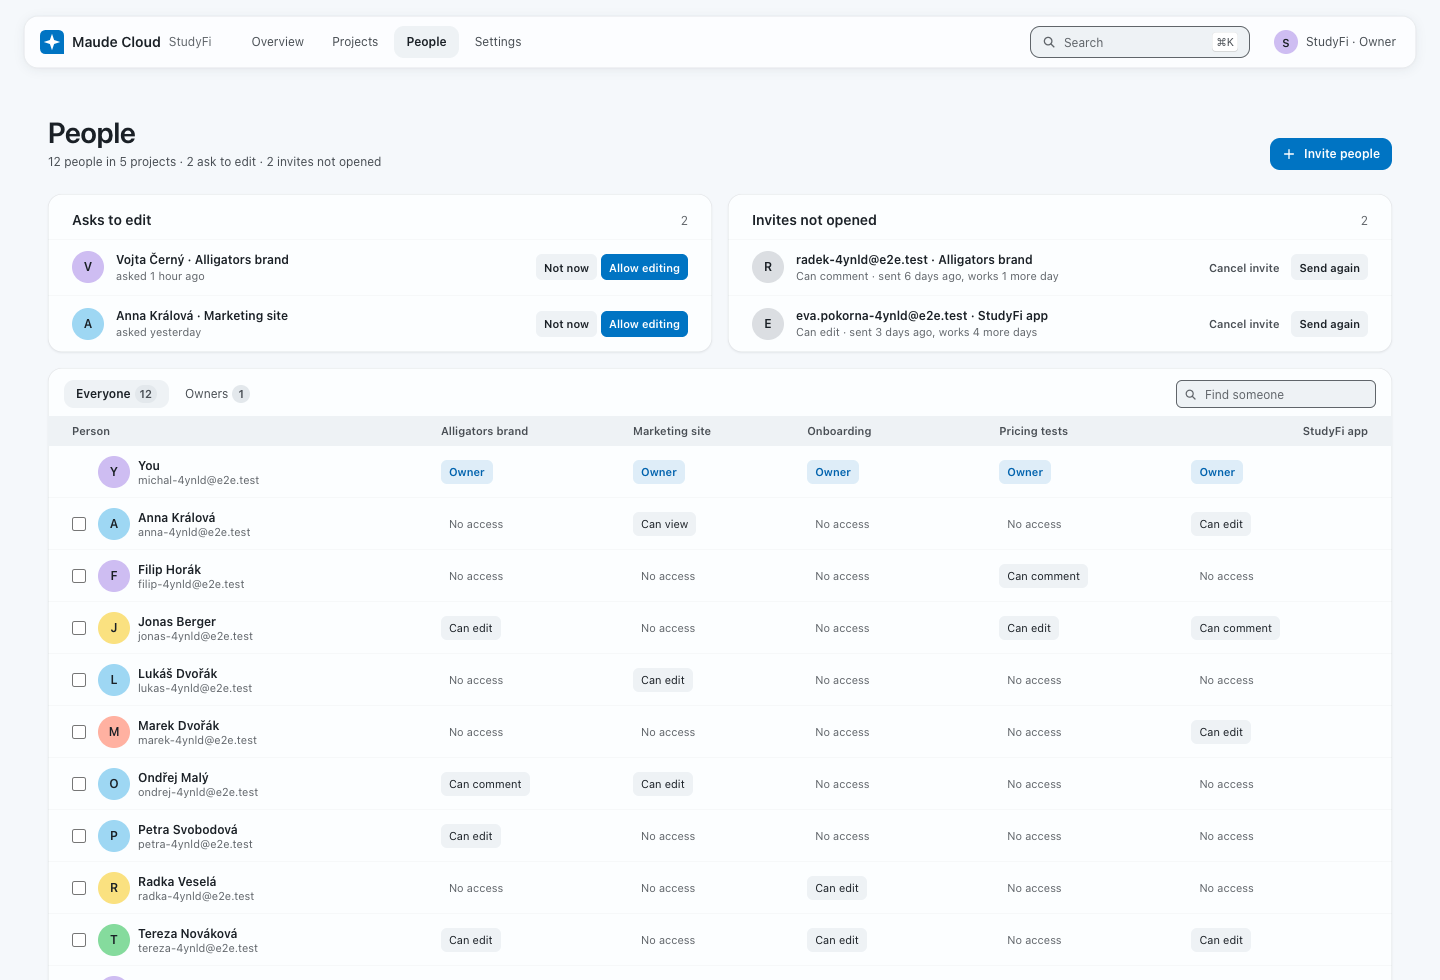 Maude Cloud StudyFi Overview Projects People Settings Search ⌘K S StudyFi · Owner
People
12 people in 5 projects · 2 ask to edit · 2 invites not opened
+ Invite people
Asks to edit 2
V Vojta Černý · Alligators brand
asked 1 hour ago
Not now Allow editing
A Anna Králová · Marketing site
asked yesterday
Not now Allow editing
Invites not opened 2
R radek-4ynld@e2e.test · Alligators brand
Can comment · sent 6 days ago, works 1 more day
Cancel invite Send again
E eva.pokorna-4ynld@e2e.test · StudyFi app
Can edit · sent 3 days ago, works 4 more days
Cancel invite Send again
Everyone 12 Owners 1 Find someone
Person Alligators brand Marketing site Onboarding Pricing tests StudyFi app
Y You
michal-4ynld@e2e.test
Owner Owner Owner Owner Owner
A Anna Králová
anna-4ynld@e2e.test
No access Can view No access No access Can edit
F Filip Horák
filip-4ynld@e2e.test
No access No access No access Can comment No access
J Jonas Berger
jonas-4ynld@e2e.test
Can edit No access No access Can edit Can comment
L Lukáš Dvořák
lukas-4ynld@e2e.test
No access Can edit No access No access No access
M Marek Dvořák
marek-4ynld@e2e.test
No access No access No access No access Can edit
O Ondřej Malý
ondrej-4ynld@e2e.test
Can comment Can edit No access No access No access
P Petra Svobodová
petra-4ynld@e2e.test
Can edit No access No access No access No access
R Radka Veselá
radka-4ynld@e2e.test
No access No access Can edit No access No access
T Tereza Nováková
tereza-4ynld@e2e.test
Can edit No access Can edit No access Can edit